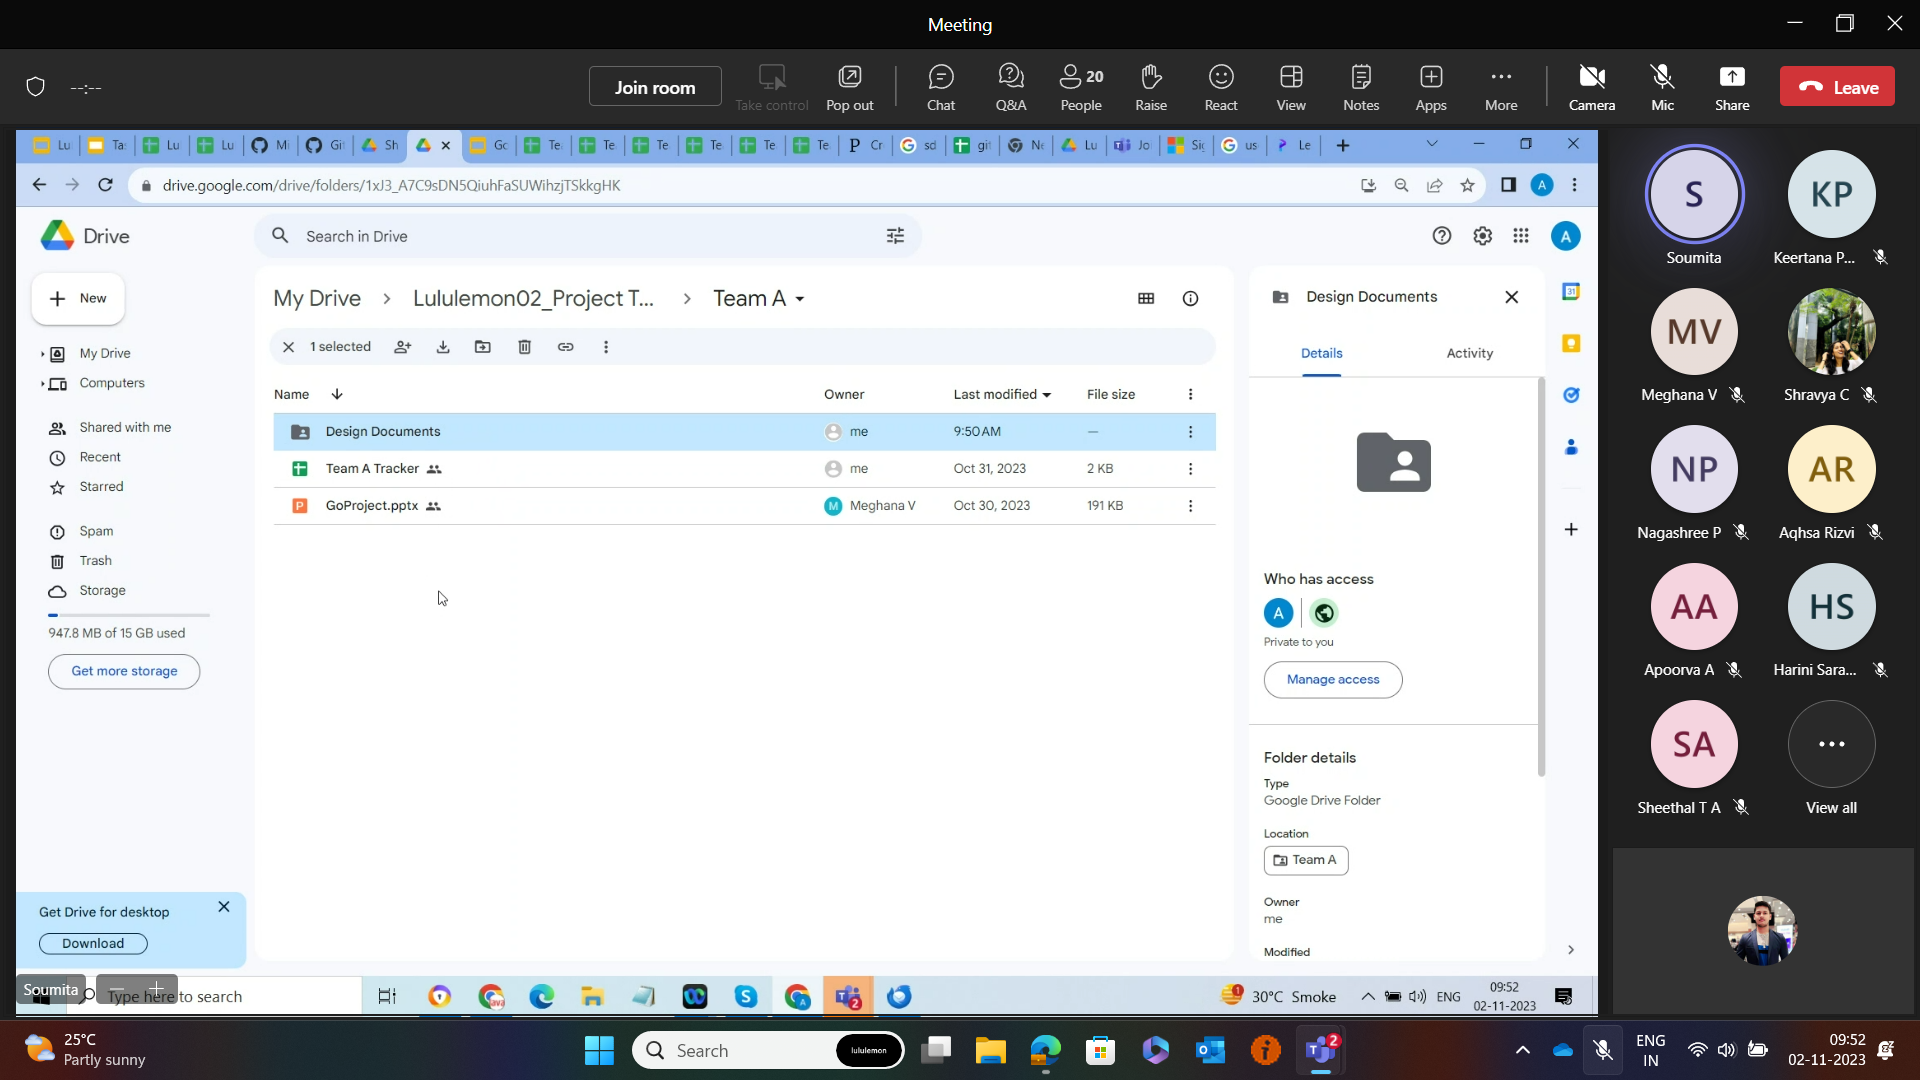 Meeting
--:--
Join room
Take control
Pop out
Chat
Q&A
20
People
Raise
React
View
Notes
Apps
More
Camera
Mic
Share
Leave
Lu
Ta
Lu
Lu
Mi
Git
Sh
Go
Te
Te
Te
Te
Te
Te
Cr
sd
git
Ne
Lu
Jo
Sig
us
Le
drive.google.com/drive/folders/1xJ3_A7C9sDN5QiuhFaSUWihzjTSkkgHK
A
Drive
Search in Drive
A
New
My Drive
Computers
Shared with me
Recent
Starred
Spam
Trash
Storage
947.8 MB of 15 GB used
Get more storage
Get Drive for desktop
Download
My Drive > Lululemon02_Project T... > Team A
1 selected
Name Owner Last modified File size
Design Documents me 9:50 AM —
Team A Tracker me Oct 31, 2023 2 KB
P GoProject.pptx M Meghana V Oct 30, 2023 191 KB
Design Documents
Details Activity
Who has access
A
Private to you
Manage access
Folder details
Type
Google Drive Folder
Location
Team A
Owner
me
Modified
31
S
Soumita
KP
Keertana P...
MV
Meghana V
Shravya C
NP
Nagashree P
AR
Aqhsa Rizvi
AA
Apoorva A
HS
Harini Sara...
SA
Sheethal T A
View all
Soumita
Type here to search
2
1
30°C Smoke
ENG
09:52
02-11-2023
25°C
Partly sunny
Search
lululemon
2
ENG
IN
09:52
02-11-2023